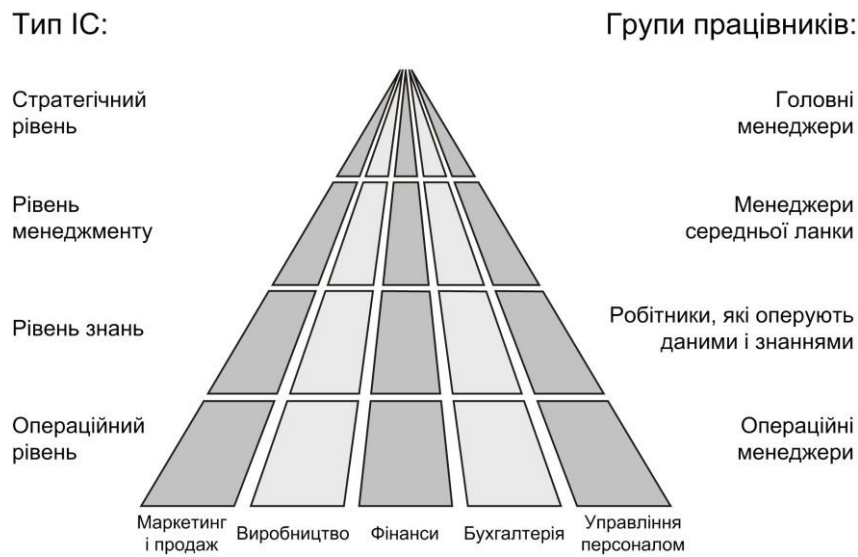 Тип ІС:
Групи працівників:
Стратегічний
рівень
Головні
менеджери
Рівень
менеджменту
Менеджери
середньої ланки
Рівень знань
Робітники, які оперують
даними і знаннями
Операційний
рівень
Операційні
менеджери
Маркетинг
і продаж
Виробництво
Фінанси
Бухгалтерія
Управління
персоналом